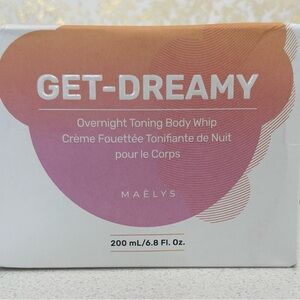 GET-DREAMY
Overnight Toning Body Whip
Crème Fouettée Tonifiante de Nuit
pour le Corps
MAËLYS
200 mL/6.8 Fl. Oz.